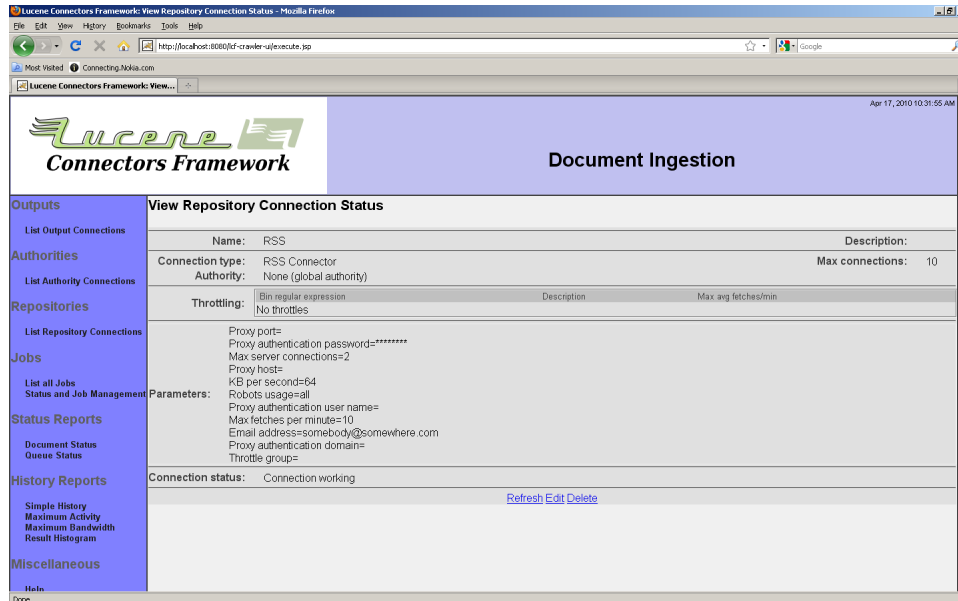 Lucene Connectors Framework: View Repository Connection Status - Mozilla Firefox
File Edit View History Bookmarks Tools Help
http://localhost:8080/lcf-crawler-ui/execute.jsp
Google
Most Visited Connecting.Nokia.com
Lucene Connectors Framework: View...
Apr 17, 2010 10:31:55 AM
Lucene
Connectors Framework
Document Ingestion
Outputs
List Output Connections
Authorities
List Authority Connections
Repositories
List Repository Connections
Jobs
List all Jobs
Status and Job Management
Status Reports
Document Status
Queue Status
History Reports
Simple History
Maximum Activity
Maximum Bandwidth
Result Histogram
Miscellaneous
Help
View Repository Connection Status
Name: RSS Description:
Connection type: RSS Connector Max connections: 10
Authority: None (global authority)
Throttling:
Bin regular expression Description Max avg fetches/min
No throttles
Parameters:
Proxy port=
Proxy authentication password=********
Max server connections=2
Proxy host=
KB per second=64
Robots usage=all
Proxy authentication user name=
Max fetches per minute=10
Email address=somebody@somewhere.com
Proxy authentication domain=
Throttle group=
Connection status: Connection working
Refresh Edit Delete
Done